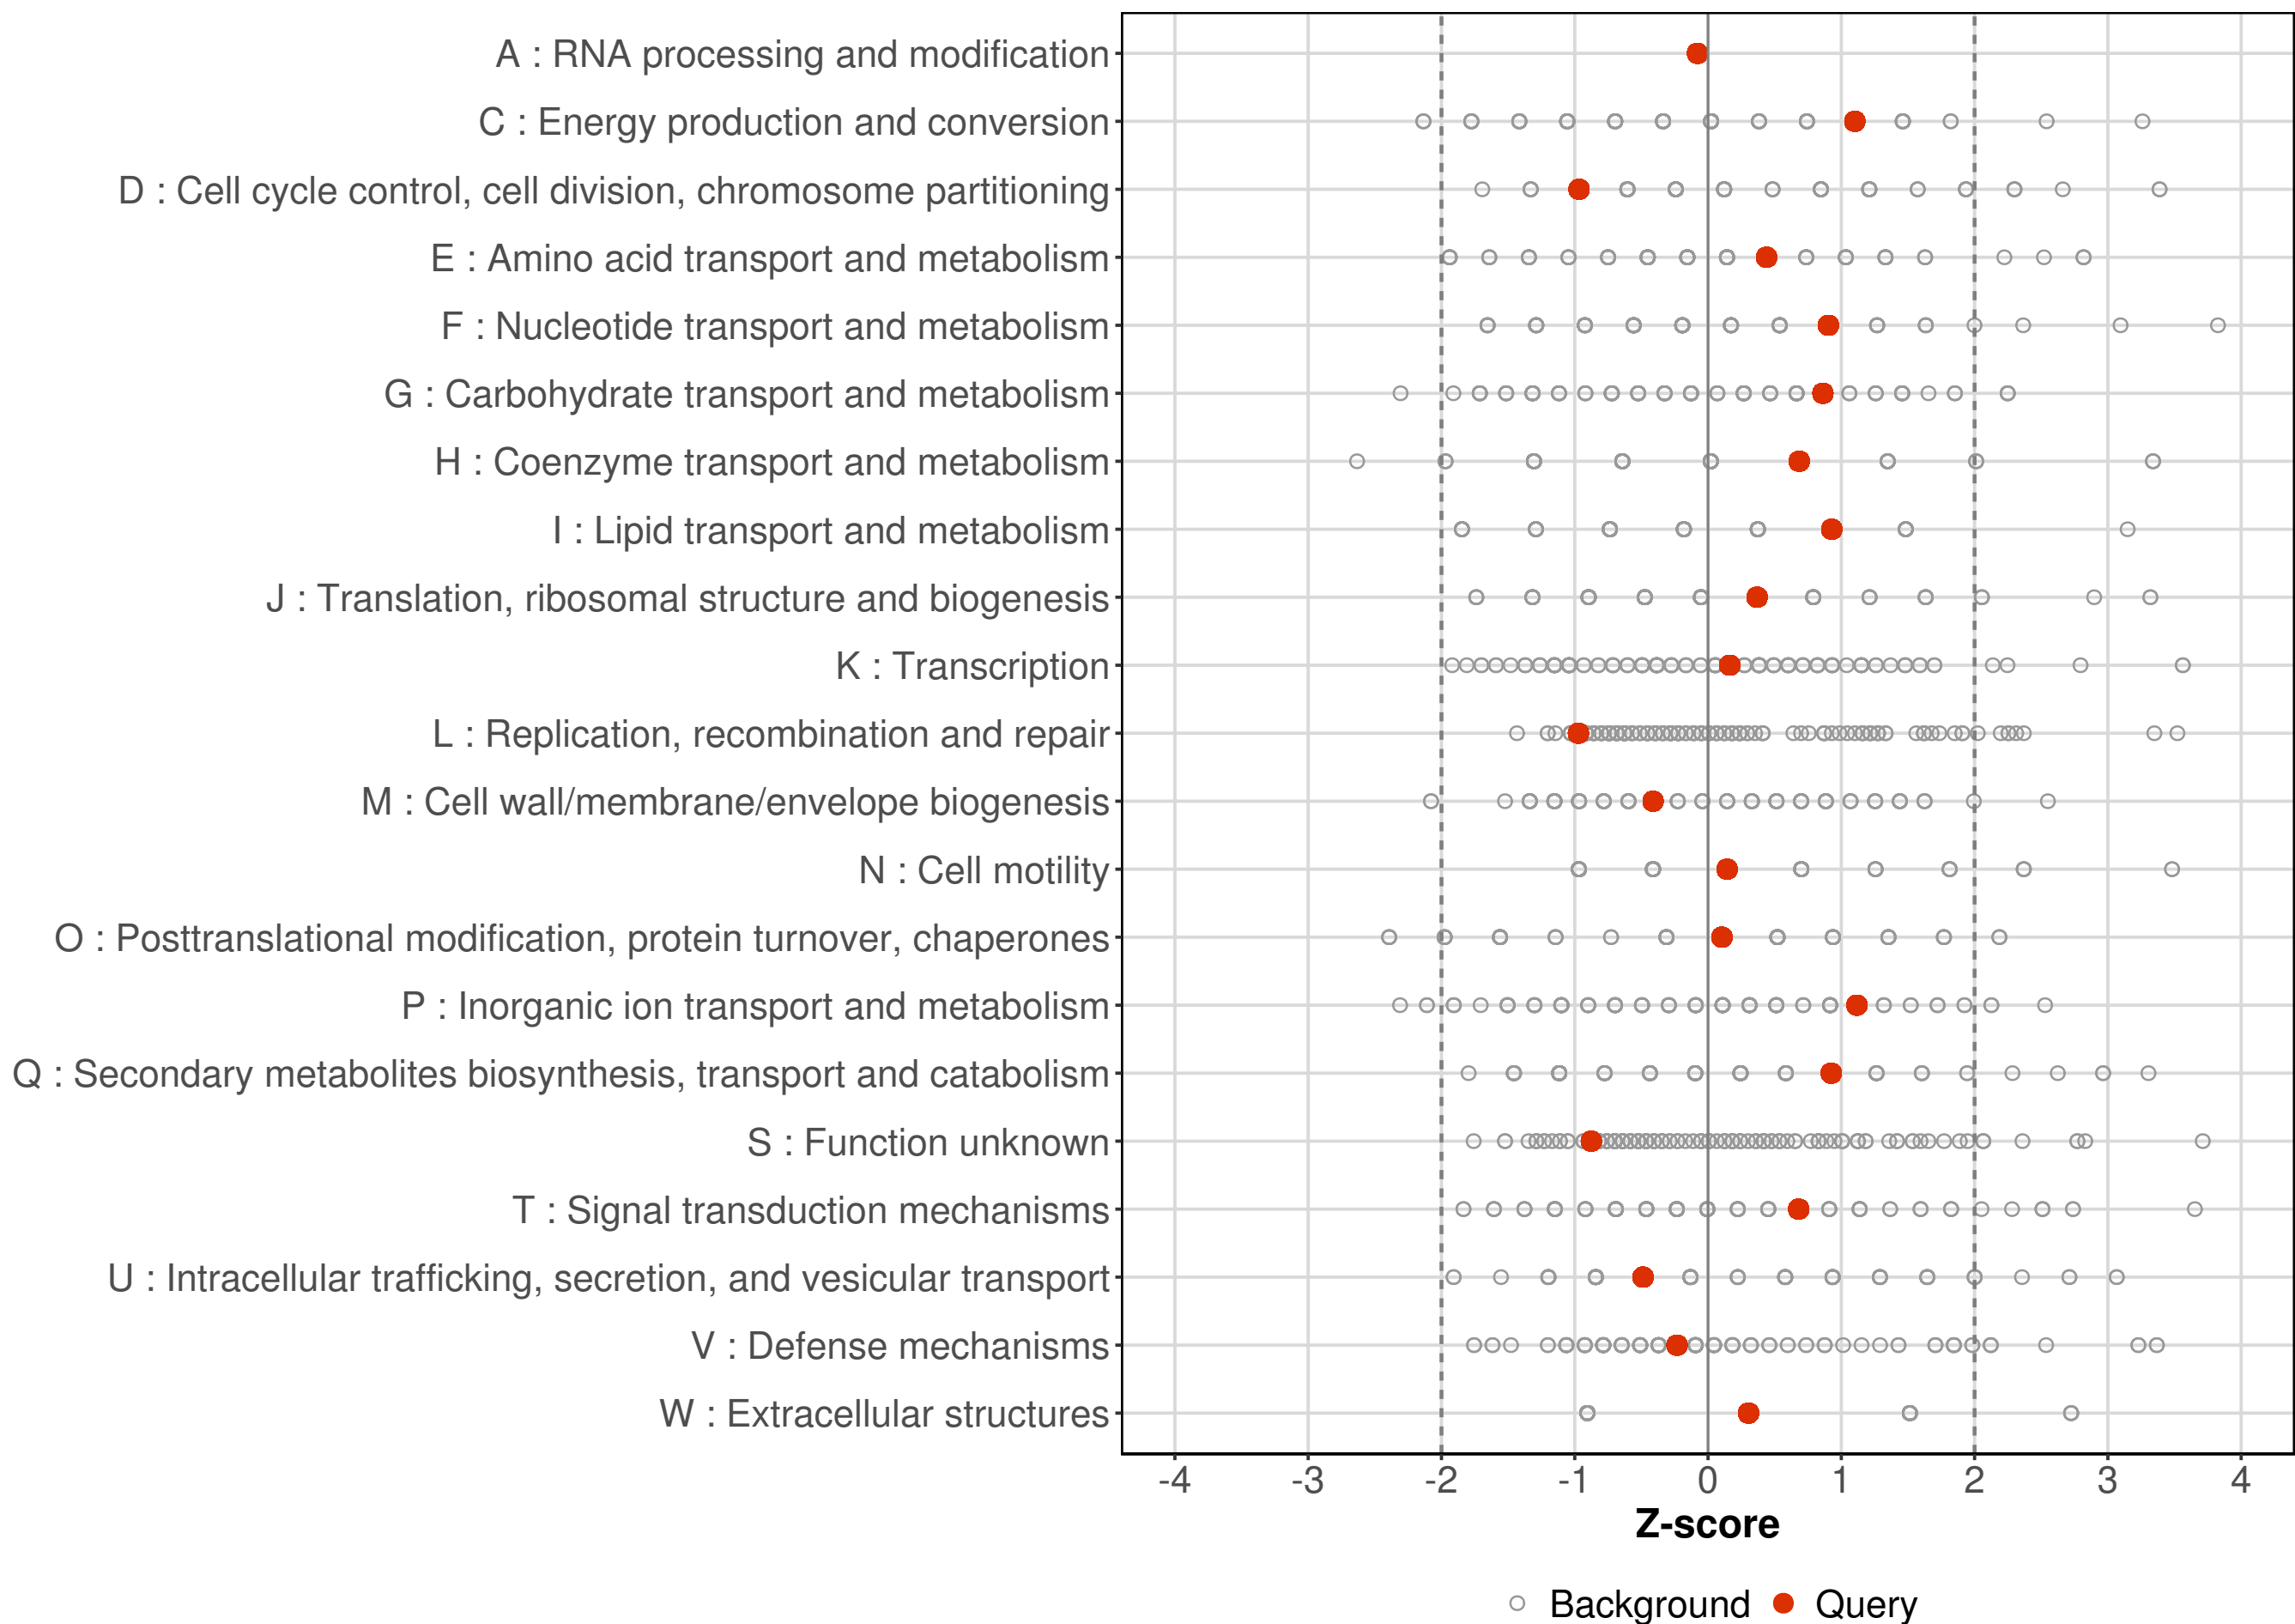 A : RNA processing and modification
C : Energy production and conversion
D : Cell cycle control, cell division, chromosome partitioning
E : Amino acid transport and metabolism
F : Nucleotide transport and metabolism
G : Carbohydrate transport and metabolism
H : Coenzyme transport and metabolism
I : Lipid transport and metabolism
J : Translation, ribosomal structure and biogenesis
K : Transcription
L : Replication, recombination and repair
M : Cell wall/membrane/envelope biogenesis
N : Cell motility
O : Posttranslational modification, protein turnover, chaperones
P : Inorganic ion transport and metabolism
Q : Secondary metabolites biosynthesis, transport and catabolism
S : Function unknown
T : Signal transduction mechanisms
U : Intracellular trafficking, secretion, and vesicular transport
V : Defense mechanisms
W : Extracellular structures
-4 -3 -2 -1 0 1 2 3 4
Z-score
Background Query